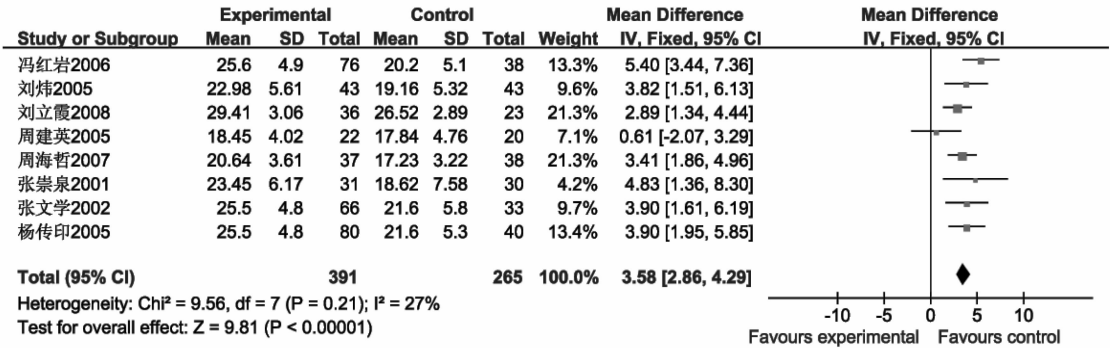 Experimental Control Mean Difference Mean Difference
Study or Subgroup Mean SD Total Mean SD Total Weight IV, Fixed, 95% CI IV, Fixed, 95% CI
冯红岩2006 25.6 4.9 76 20.2 5.1 38 13.3% 5.40 [3.44, 7.36]
刘炜2005 22.98 5.61 43 19.16 5.32 43 9.6% 3.82 [1.51, 6.13]
刘立霞2008 29.41 3.06 36 26.52 2.89 23 21.3% 2.89 [1.34, 4.44]
周建英2005 18.45 4.02 22 17.84 4.76 20 7.1% 0.61 [-2.07, 3.29]
周海哲2007 20.64 3.61 37 17.23 3.22 38 21.3% 3.41 [1.86, 4.96]
张崇泉2001 23.45 6.17 31 18.62 7.58 30 4.2% 4.83 [1.36, 8.30]
张文学2002 25.5 4.8 66 21.6 5.8 33 9.7% 3.90 [1.61, 6.19]
杨传印2005 25.5 4.8 80 21.6 5.3 40 13.4% 3.90 [1.95, 5.85]
Total (95% CI) 391 265 100.0% 3.58 [2.86, 4.29]
Heterogeneity: Chi² = 9.56, df = 7 (P = 0.21); I² = 27%
Test for overall effect: Z = 9.81 (P < 0.00001)
-10 -5 0 5 10
Favours experimental Favours control